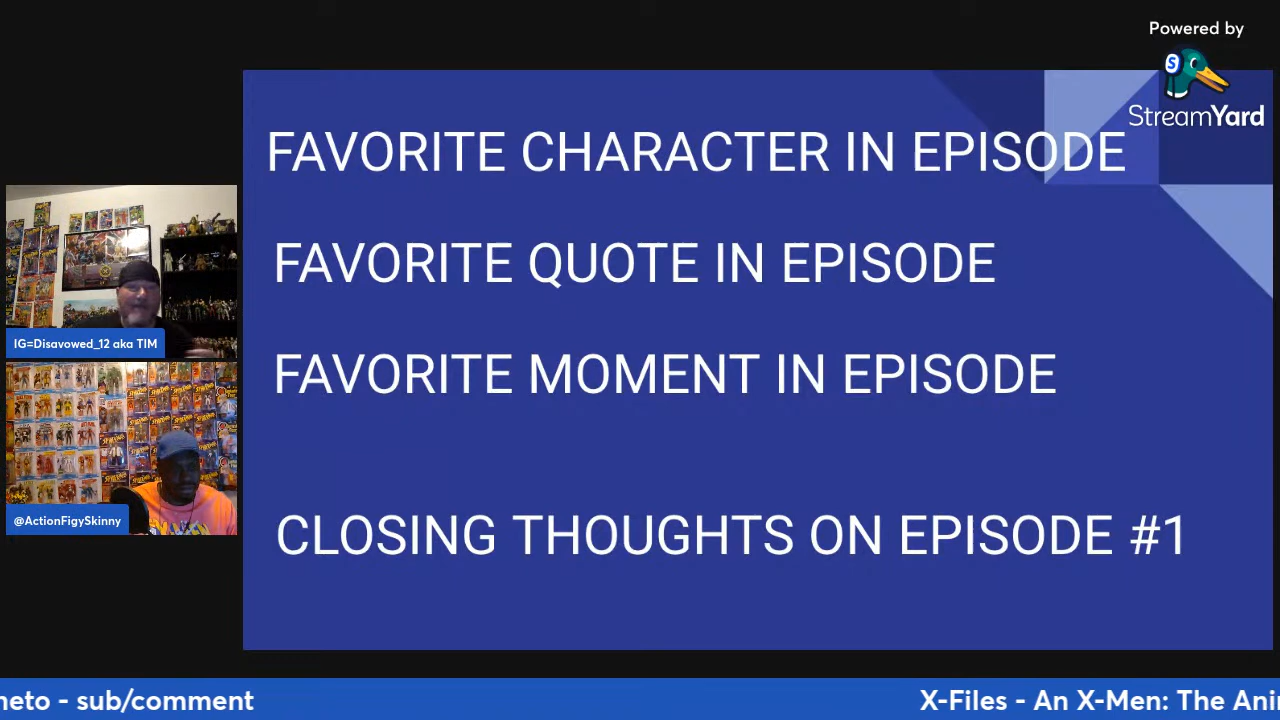 Powered by
StreamYard
FAVORITE CHARACTER IN EPISODE
FAVORITE QUOTE IN EPISODE
FAVORITE MOMENT IN EPISODE
CLOSING THOUGHTS ON EPISODE #1
IG=Disavowed_12 aka TIM
@ActionFigySkinny
neto - sub/comment
X-Files - An X-Men: The Ani